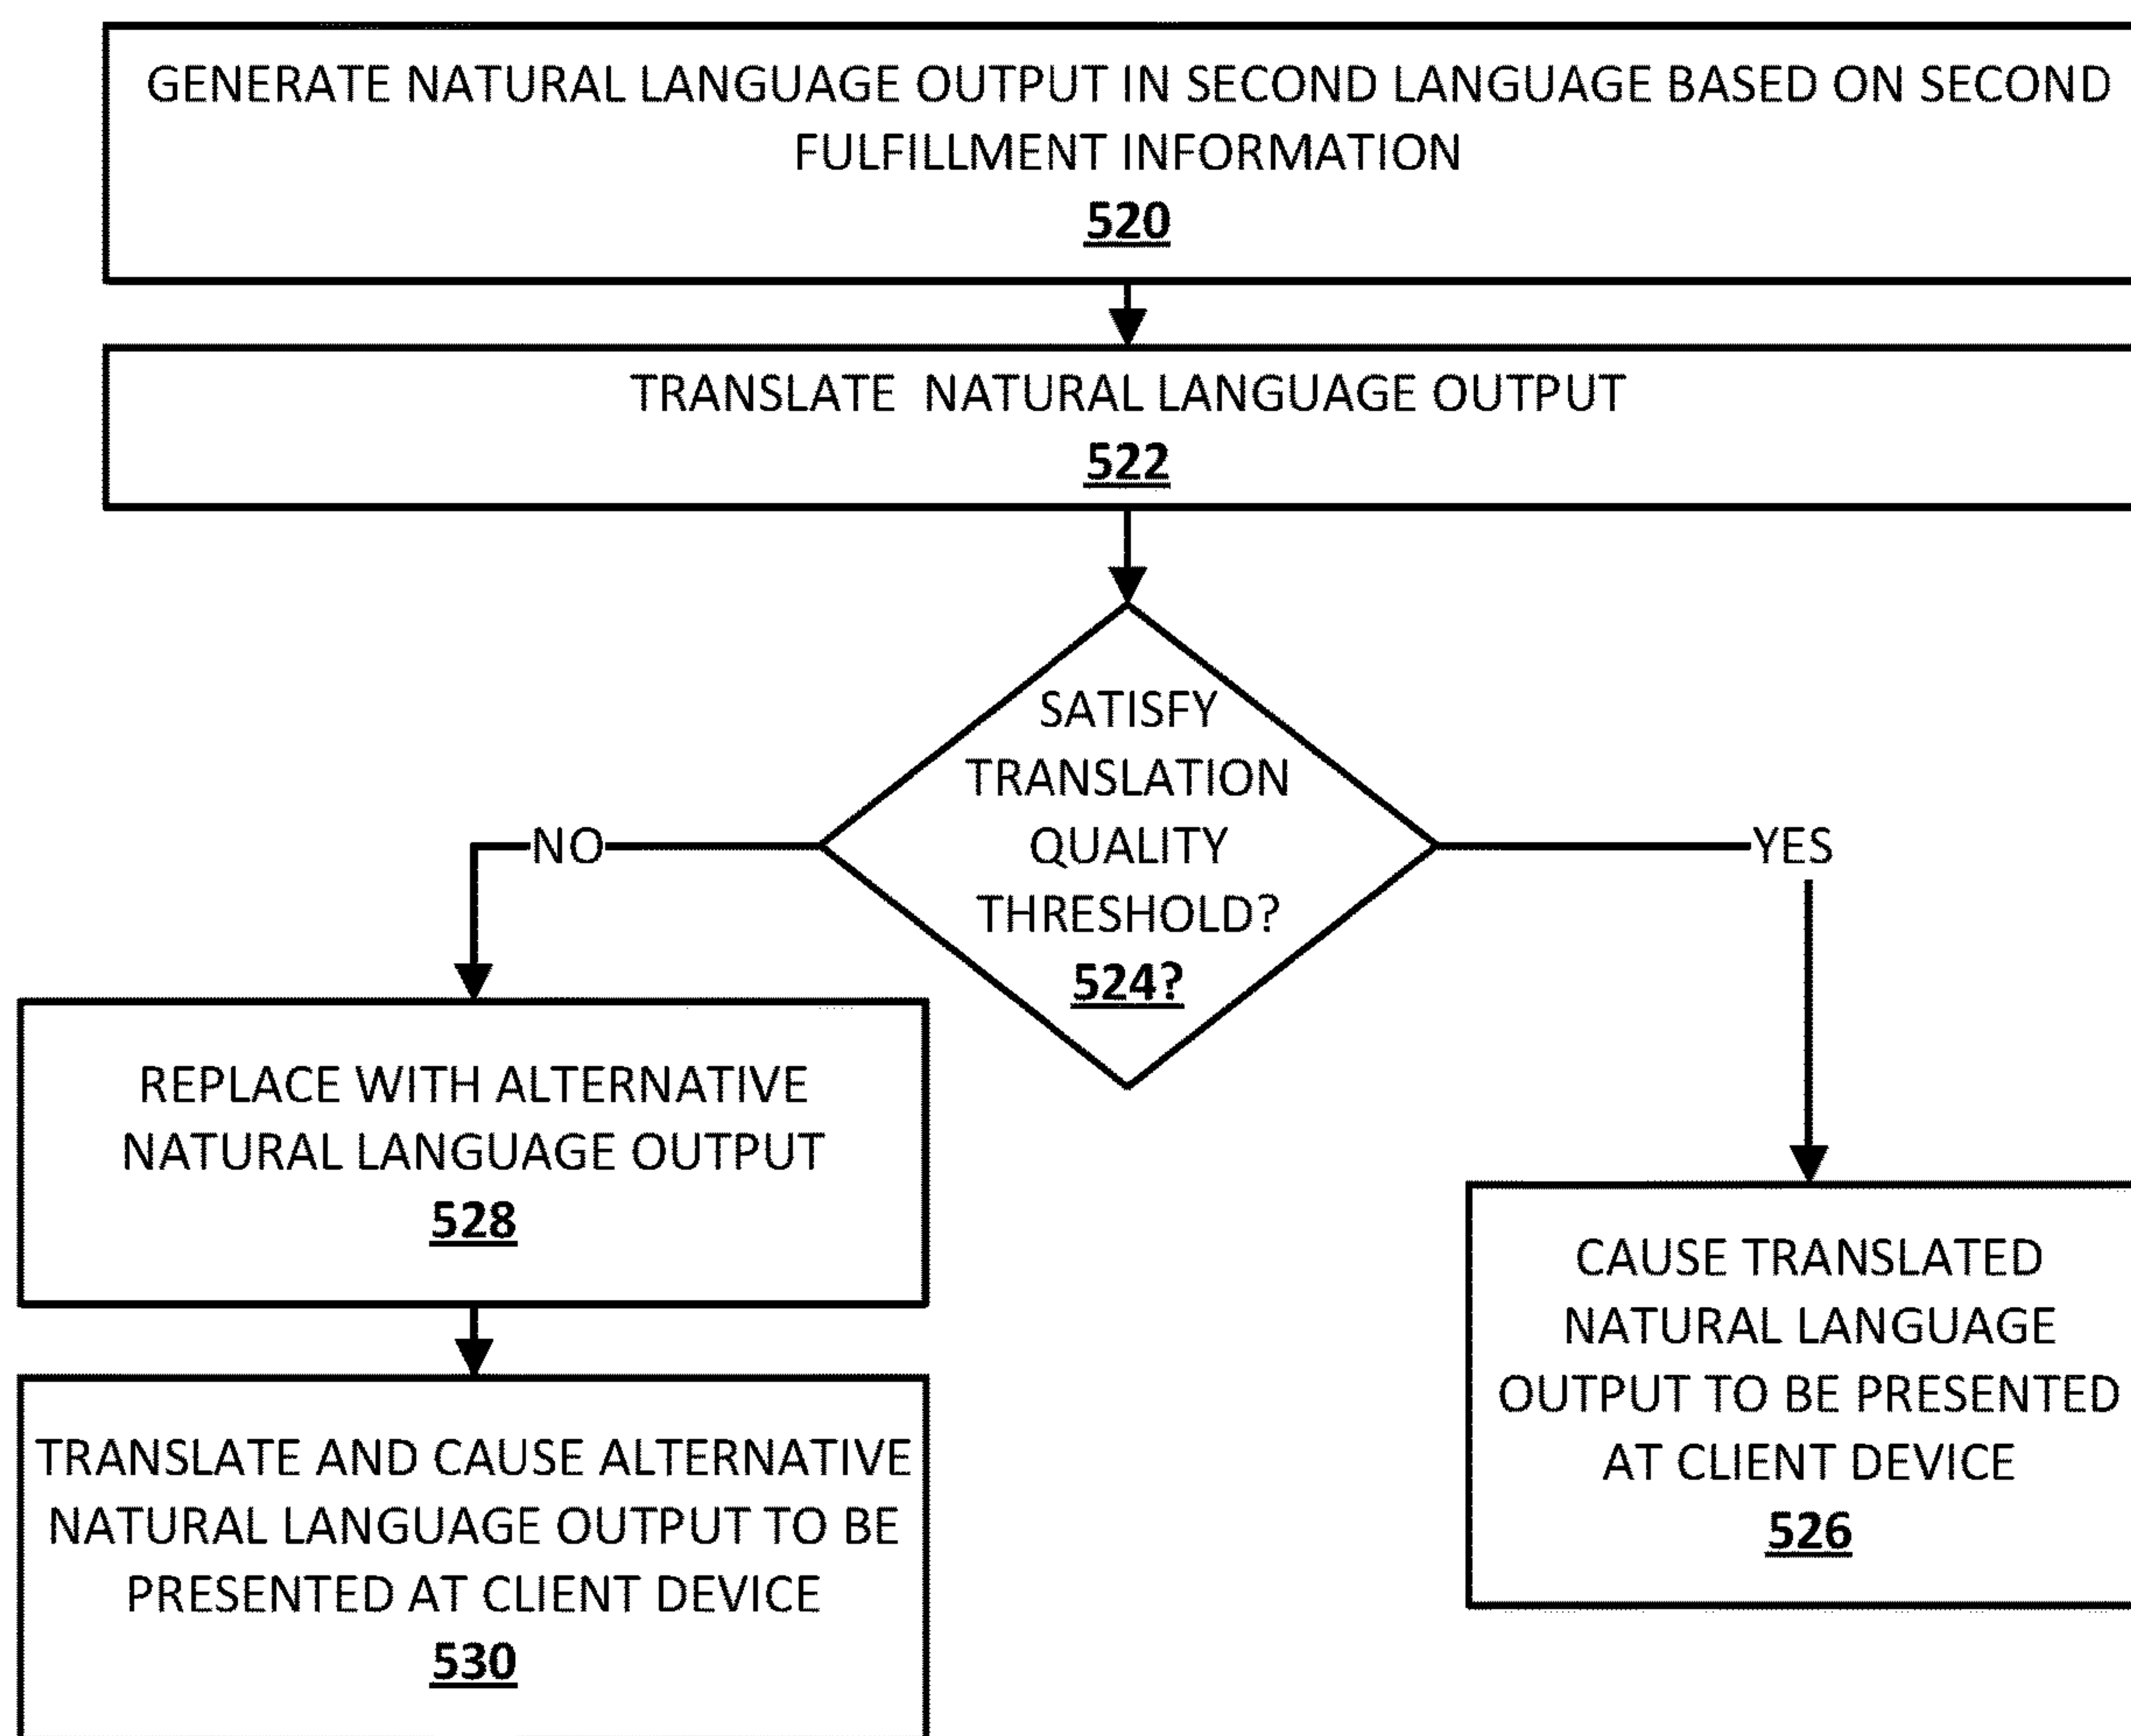 GENERATE NATURAL LANGUAGE OUTPUT IN SECOND LANGUAGE BASED ON SECOND
FULFILLMENT INFORMATION
520
TRANSLATE NATURAL LANGUAGE OUTPUT
522
SATISFY
TRANSLATION
QUALITY
THRESHOLD?
524?
NO
YES
REPLACE WITH ALTERNATIVE
NATURAL LANGUAGE OUTPUT
528
TRANSLATE AND CAUSE ALTERNATIVE
NATURAL LANGUAGE OUTPUT TO BE
PRESENTED AT CLIENT DEVICE
530
CAUSE TRANSLATED
NATURAL LANGUAGE
OUTPUT TO BE PRESENTED
AT CLIENT DEVICE
526